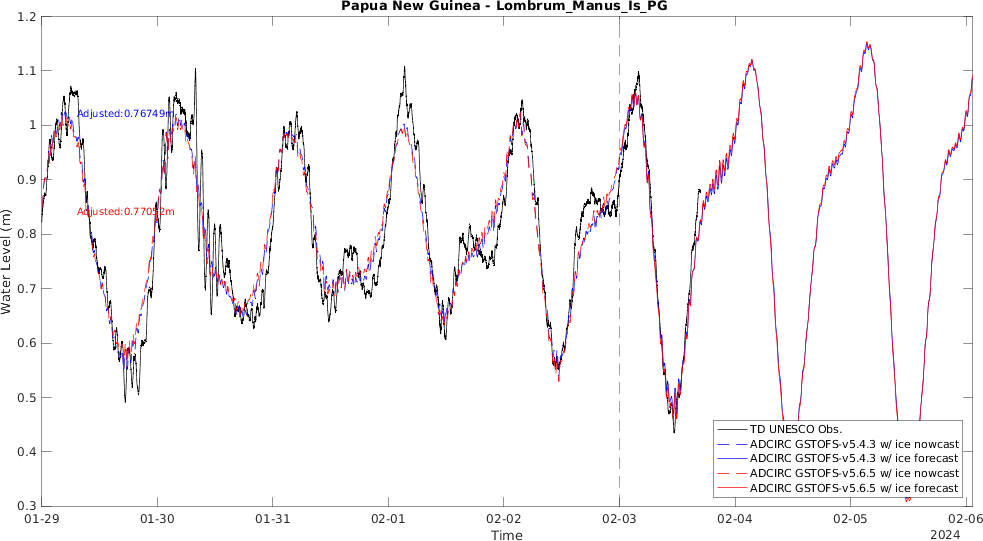 Papua New Guinea - Lombrum_Manus_Is_PG
Water Level (m)
1.2
1.1
1
0.9
0.8
0.7
0.6
0.5
0.4
0.3
Adjusted:0.76749m
Adjusted:0.77052m
TD UNESCO Obs.
ADCIRC GSTOFS-v5.4.3 w/ ice nowcast
ADCIRC GSTOFS-v5.4.3 w/ ice forecast
ADCIRC GSTOFS-v5.6.5 w/ ice nowcast
ADCIRC GSTOFS-v5.6.5 w/ ice forecast
01-29 01-30 01-31 02-01 02-02 02-03 02-04 02-05 02-06
Time
2024